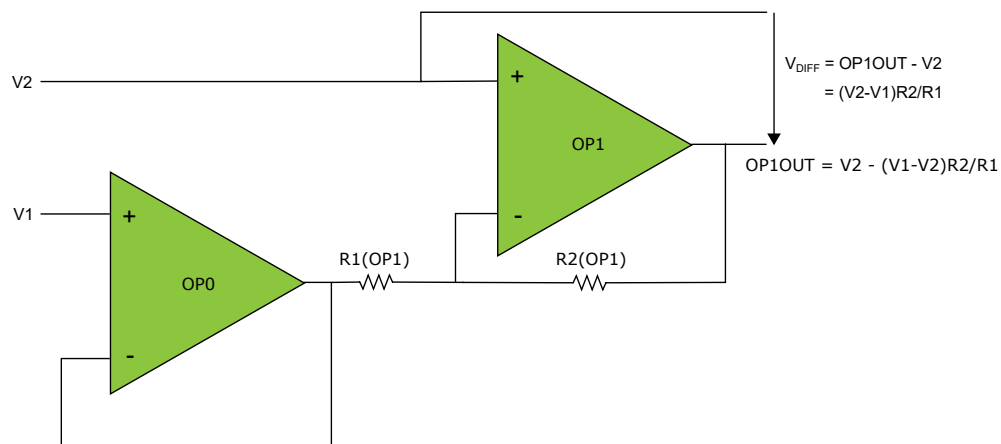 V2
+
V_DIFF = OP1OUT - V2
= (V2-V1)R2/R1
OP1
OP1OUT = V2 - (V1-V2)R2/R1
V1
+
-
R1(OP1)
R2(OP1)
OP0
-